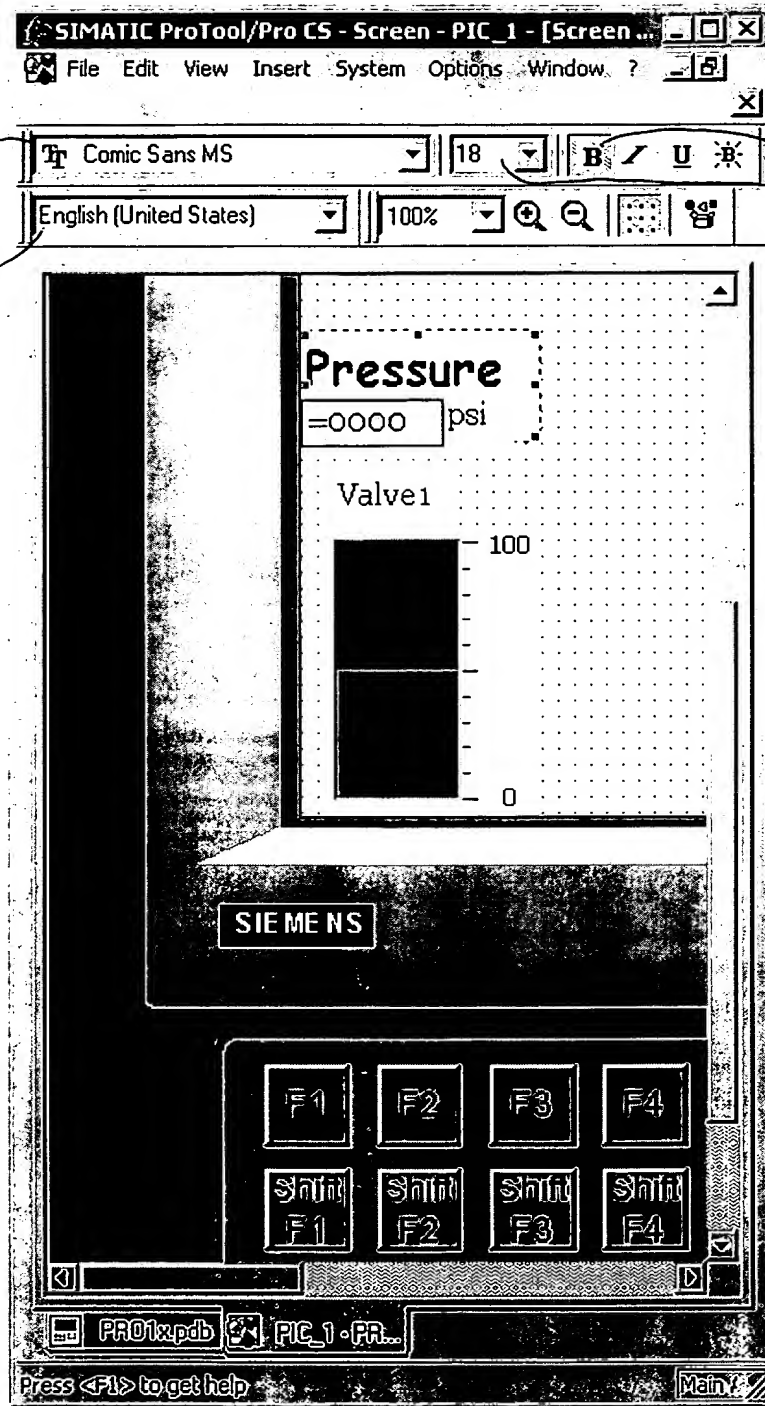 SIMATIC ProTool/Pro CS - Screen - PIC_1 - [Screen ...
File Edit View Insert System Options Window ?
Comic Sans MS 18 B I U B
English (United States) 100%
Pressure
=0000 psi
Valve1
100
0
SIEMENS
F1 F2 F3 F4
Shift F1 Shift F2 Shift F3 Shift F4
PRO1x.pdb PIC_1 - PR...
Press <F1> to get help Main (